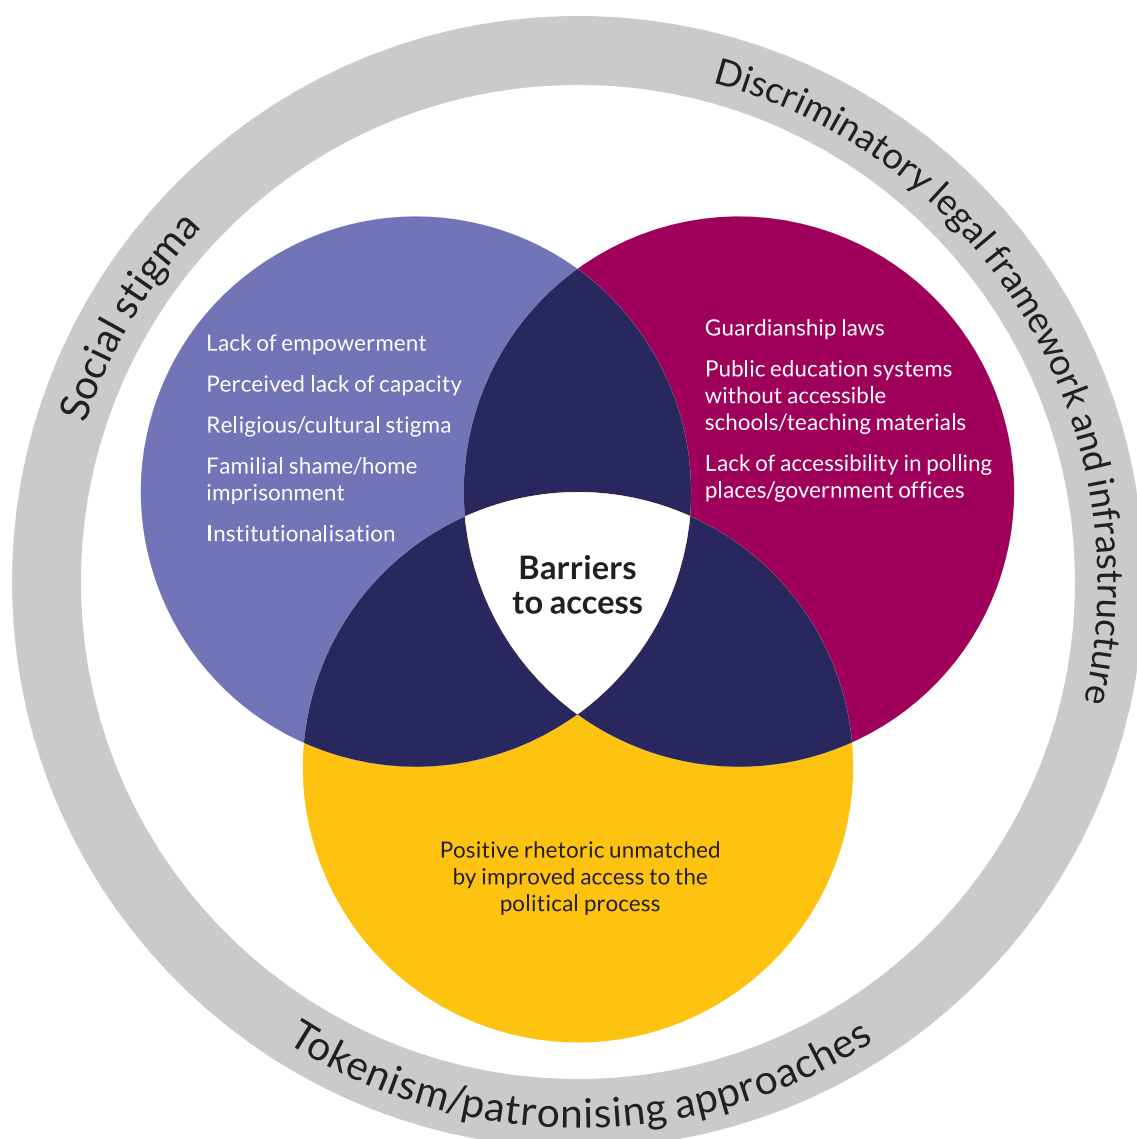 Discriminatory legal framework and infrastructure
Social stigma
Lack of empowerment
Perceived lack of capacity
Religious/cultural stigma
Familial shame/home
imprisonment
Institutionalisation
Guardianship laws
Public education systems
without accessible
schools/teaching materials
Lack of accessibility in polling
places/government offices
Barriers
to access
Positive rhetoric unmatched
by improved access to the
political process
Tokenism/patronising approaches